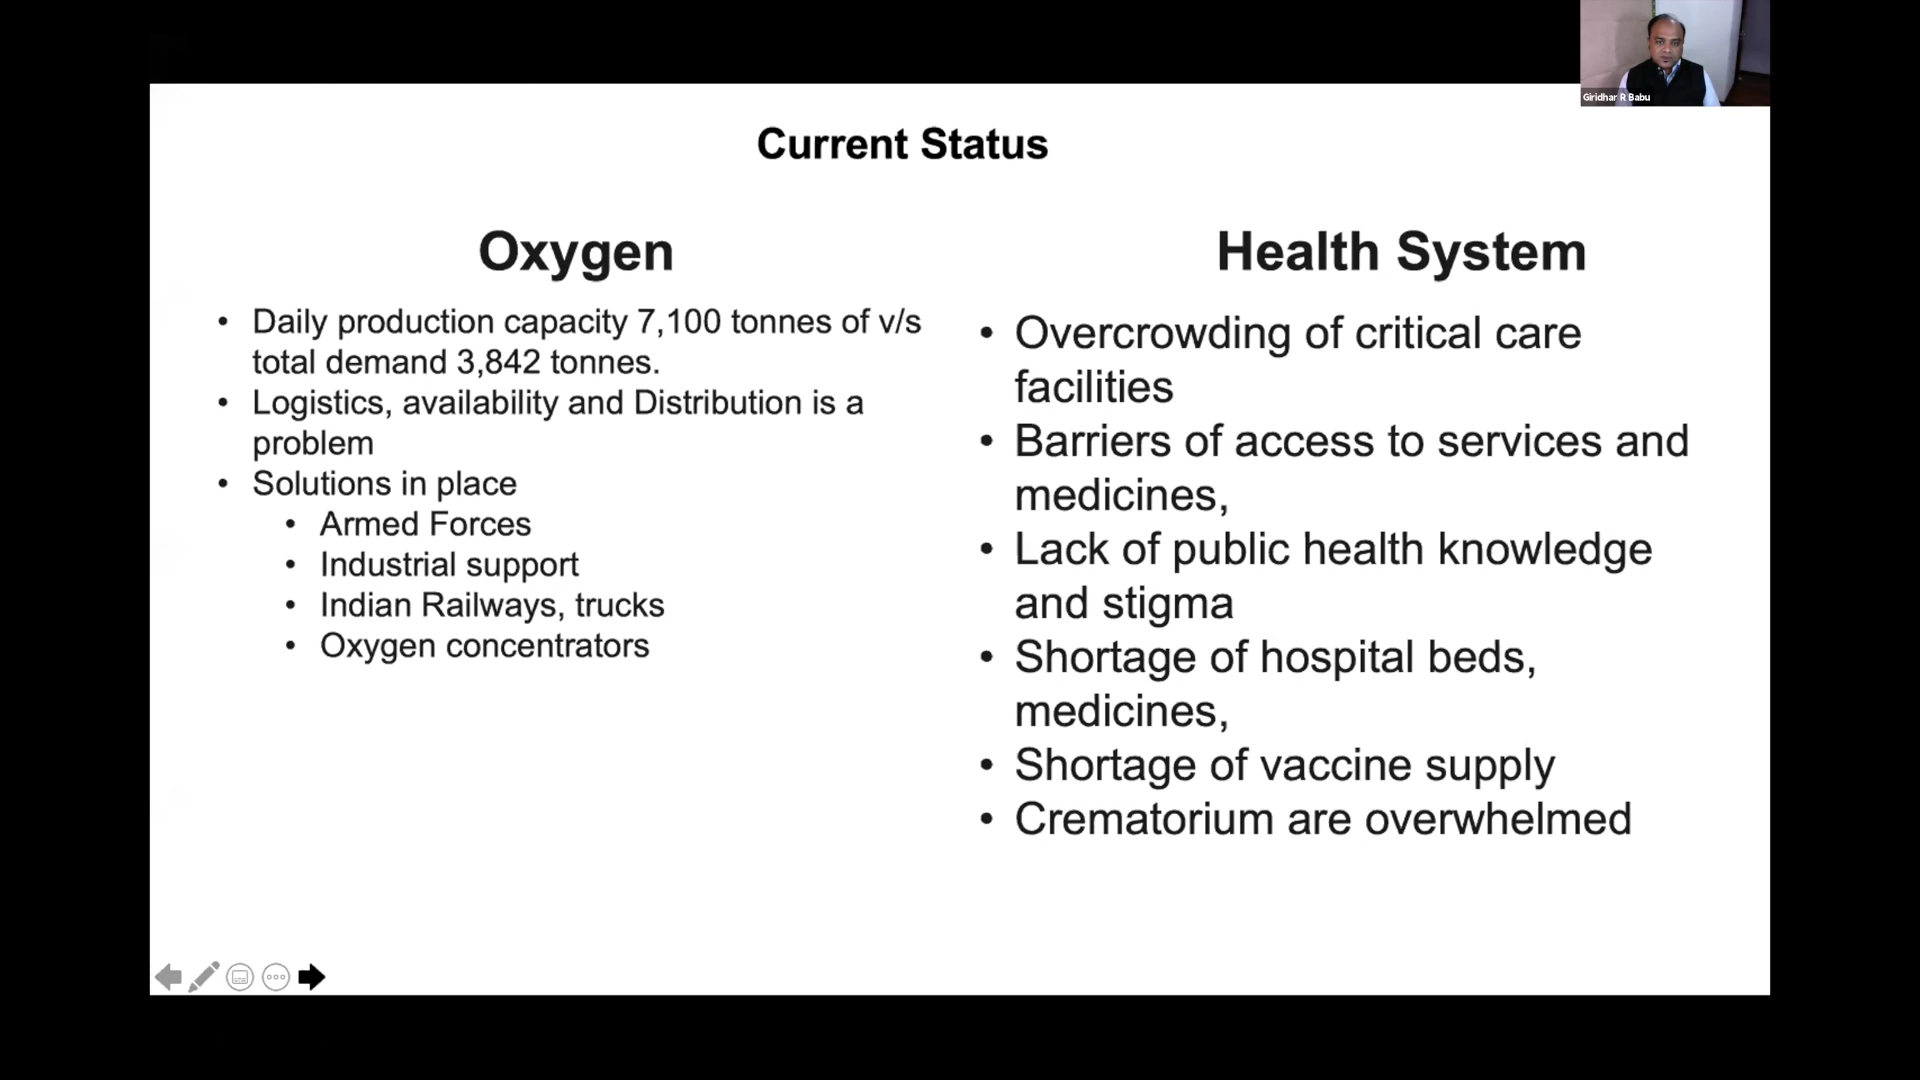 Giridhar R Babu
Current Status
Oxygen
• Daily production capacity 7,100 tonnes of v/s
total demand 3,842 tonnes.
• Logistics, availability and Distribution is a
problem
• Solutions in place
• Armed Forces
• Industrial support
• Indian Railways, trucks
• Oxygen concentrators
Health System
• Overcrowding of critical care
facilities
• Barriers of access to services and
medicines,
• Lack of public health knowledge
and stigma
• Shortage of hospital beds,
medicines,
• Shortage of vaccine supply
• Crematorium are overwhelmed